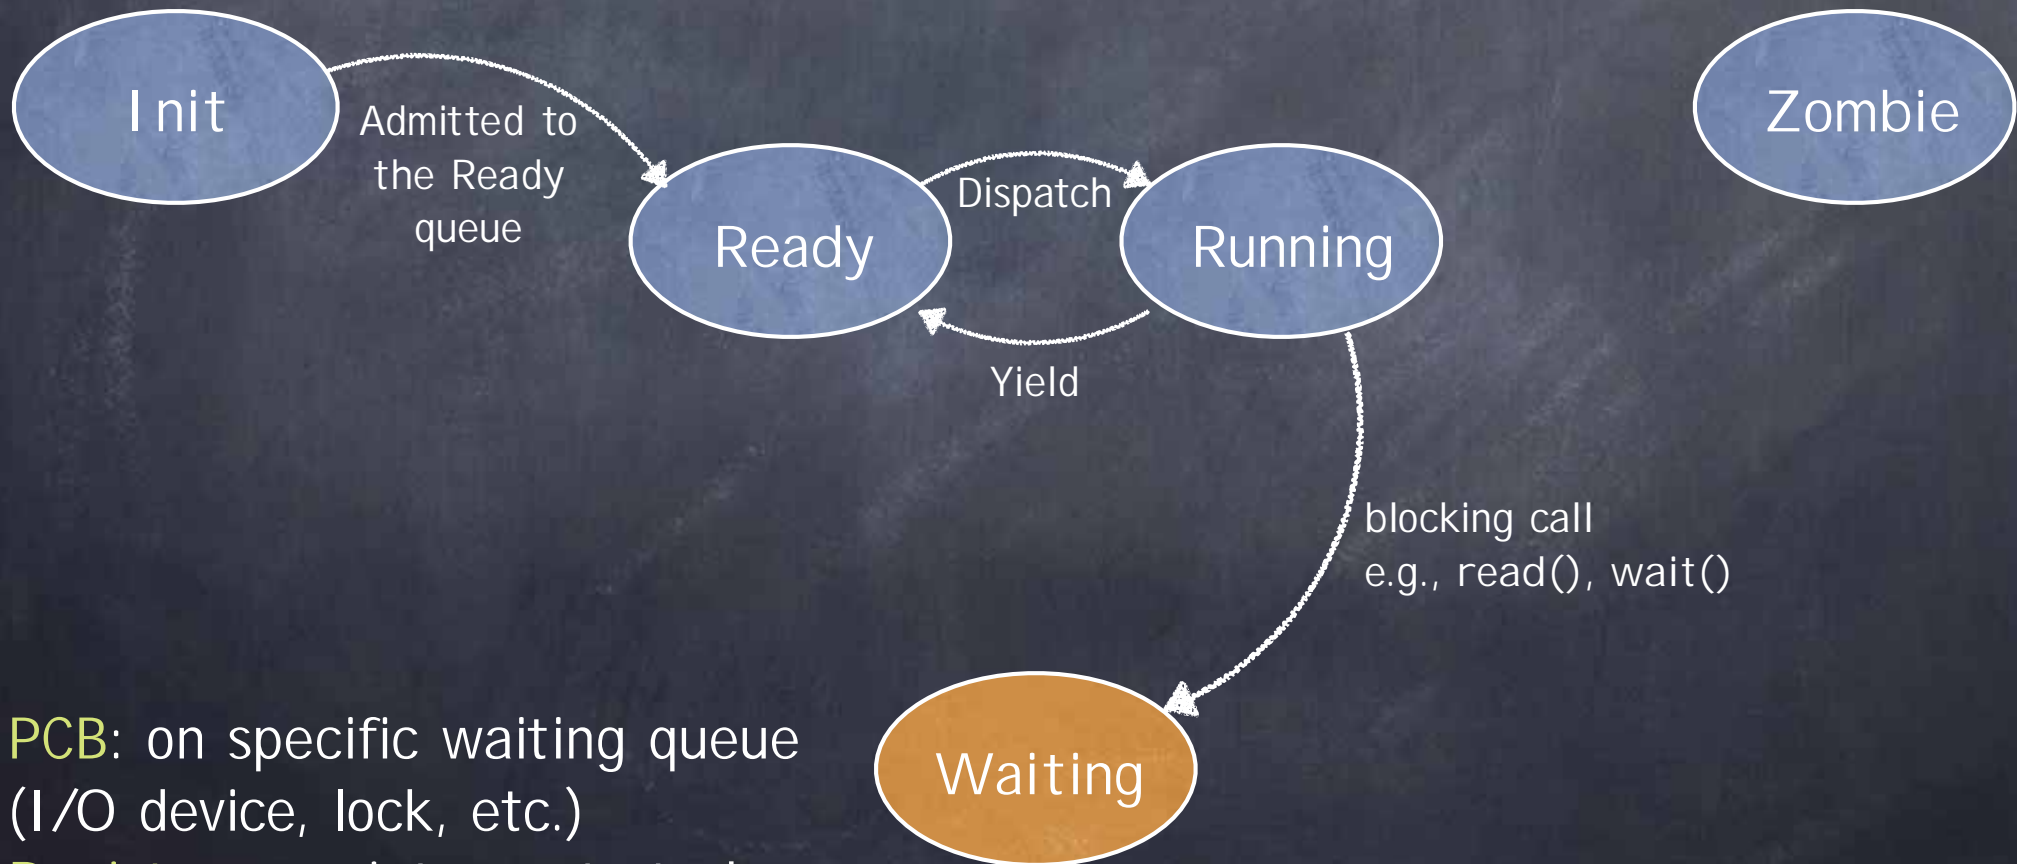 Init
Zombie
Admitted to
the Ready
queue
Dispatch
Ready
Running
Yield
blocking call
e.g., read(), wait()
PCB: on specific waiting queue
(I/O device, lock, etc.)
Waiting